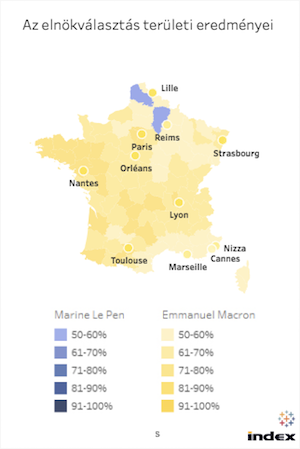 Az elnökválasztás területi eredményei
Lille
Paris
Reims
Strasbourg
Orléans
Nantes
Lyon
Nizza
Cannes
Toulouse
Marseille
Marine Le Pen
50-60%
61-70%
71-80%
81-90%
91-100%
Emmanuel Macron
50-60%
61-70%
71-80%
81-90%
91-100%
index
S